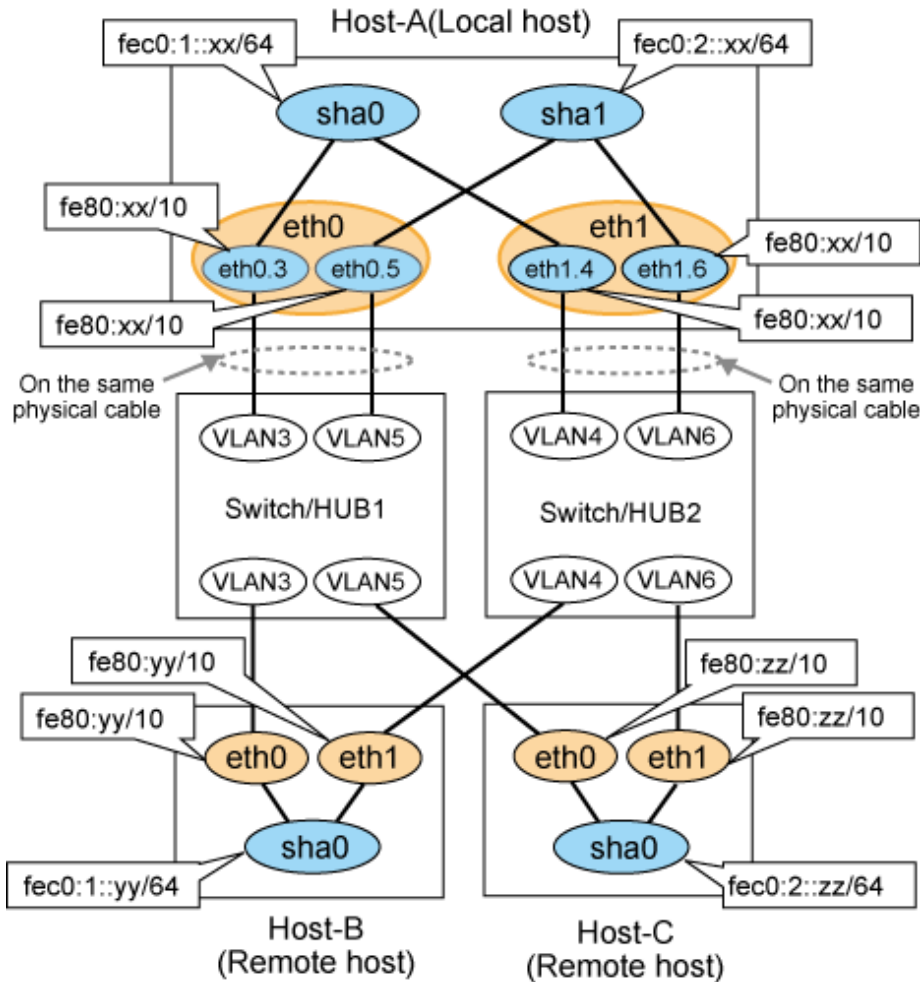 Host-A(Local host)
fec0:1::xx/64
fec0:2::xx/64
sha0
sha1
fe80:xx/10
eth0
eth1
fe80:xx/10
eth0.3
eth0.5
eth1.4
eth1.6
fe80:xx/10
fe80:xx/10
On the same
physical cable
On the same
physical cable
VLAN3
VLAN5
VLAN4
VLAN6
Switch/HUB1
Switch/HUB2
VLAN3
VLAN5
VLAN4
VLAN6
fe80:yy/10
fe80:zz/10
fe80:yy/10
fe80:zz/10
eth0
eth1
eth0
eth1
sha0
sha0
fec0:1::yy/64
fec0:2::zz/64
Host-B
(Remote host)
Host-C
(Remote host)